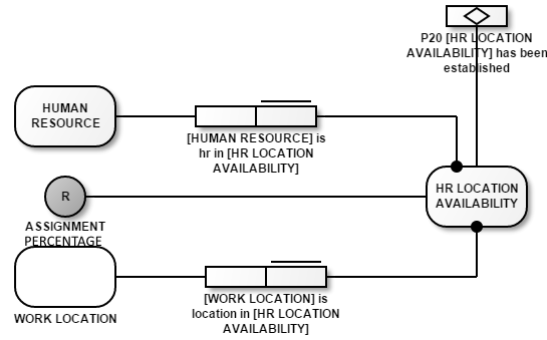 P20 [HR LOCATION
AVAILABILITY] has been
established
HUMAN
RESOURCE
[HUMAN RESOURCE] is
hr in [HR LOCATION
AVAILABILITY]
R
ASSIGNMENT
PERCENTAGE
HR LOCATION
AVAILABILITY
WORK LOCATION
[WORK LOCATION] is
location in [HR LOCATION
AVAILABILITY]